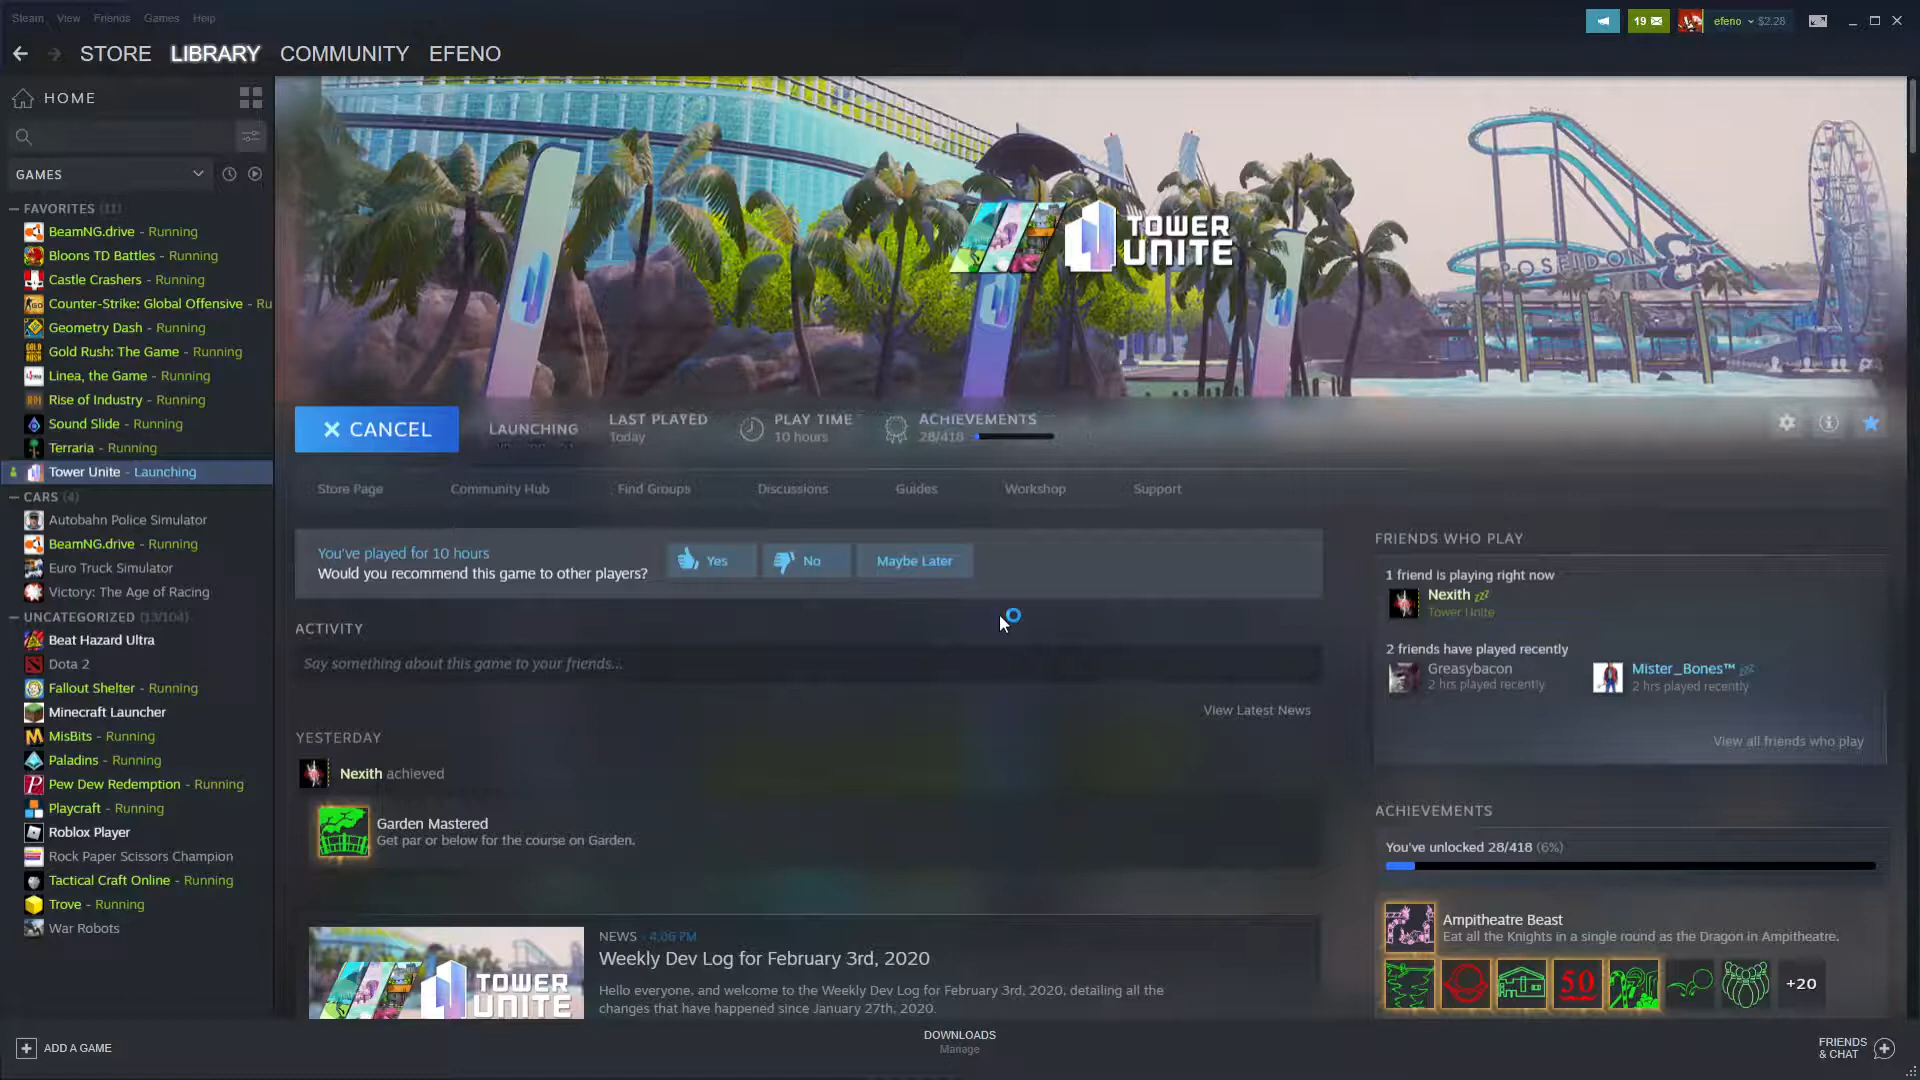 Steam View Friends Games Help
19
efeno
$2.28
STORE LIBRARY COMMUNITY EFENO
HOME
GAMES
FAVORITES (11)
BeamNG.drive - Running
Bloons TD Battles - Running
Castle Crashers - Running
Counter-Strike: Global Offensive - Ru
Geometry Dash - Running
Gold Rush: The Game - Running
Linea, the Game - Running
Rise of Industry - Running
Sound Slide - Running
Terraria - Running
Tower Unite - Launching
CARS (4)
Autobahn Police Simulator
BeamNG.drive - Running
Euro Truck Simulator
Victory: The Age of Racing
UNCATEGORIZED (13/104)
Beat Hazard Ultra
Dota 2
Fallout Shelter - Running
Minecraft Launcher
MisBits - Running
Paladins - Running
Pew Dew Redemption - Running
Playcraft - Running
Roblox Player
Rock Paper Scissors Champion
Tactical Craft Online - Running
Trove - Running
War Robots
ADD A GAME
TOWER
UNITE
POSEIDON
CANCEL
LAUNCHING
LAST PLAYED
Today
PLAY TIME
10 hours
ACHIEVEMENTS
28/418
Store Page Community Hub Find Groups Discussions Guides Workshop Support
You've played for 10 hours
Would you recommend this game to other players?
Yes
No
Maybe Later
ACTIVITY
Say something about this game to your friends...
View Latest News
YESTERDAY
Nexith achieved
Garden Mastered
Get par or below for the course on Garden.
TOWER
UNITE
NEWS - 4:06 PM
Weekly Dev Log for February 3rd, 2020
Hello everyone, and welcome to the Weekly Dev Log for February 3rd, 2020, detailing all the
changes that have happened since January 27th, 2020.
FRIENDS WHO PLAY
1 friend is playing right now
Nexith zzz
Tower Unite
2 friends have played recently
Greasybacon
2 hrs played recently
Mister_Bones™ zzz
2 hrs played recently
View all friends who play
ACHIEVEMENTS
You've unlocked 28/418 (6%)
Ampitheatre Beast
Eat all the Knights in a single round as the Dragon in Ampitheatre.
50
+20
DOWNLOADS
Manage
FRIENDS
& CHAT